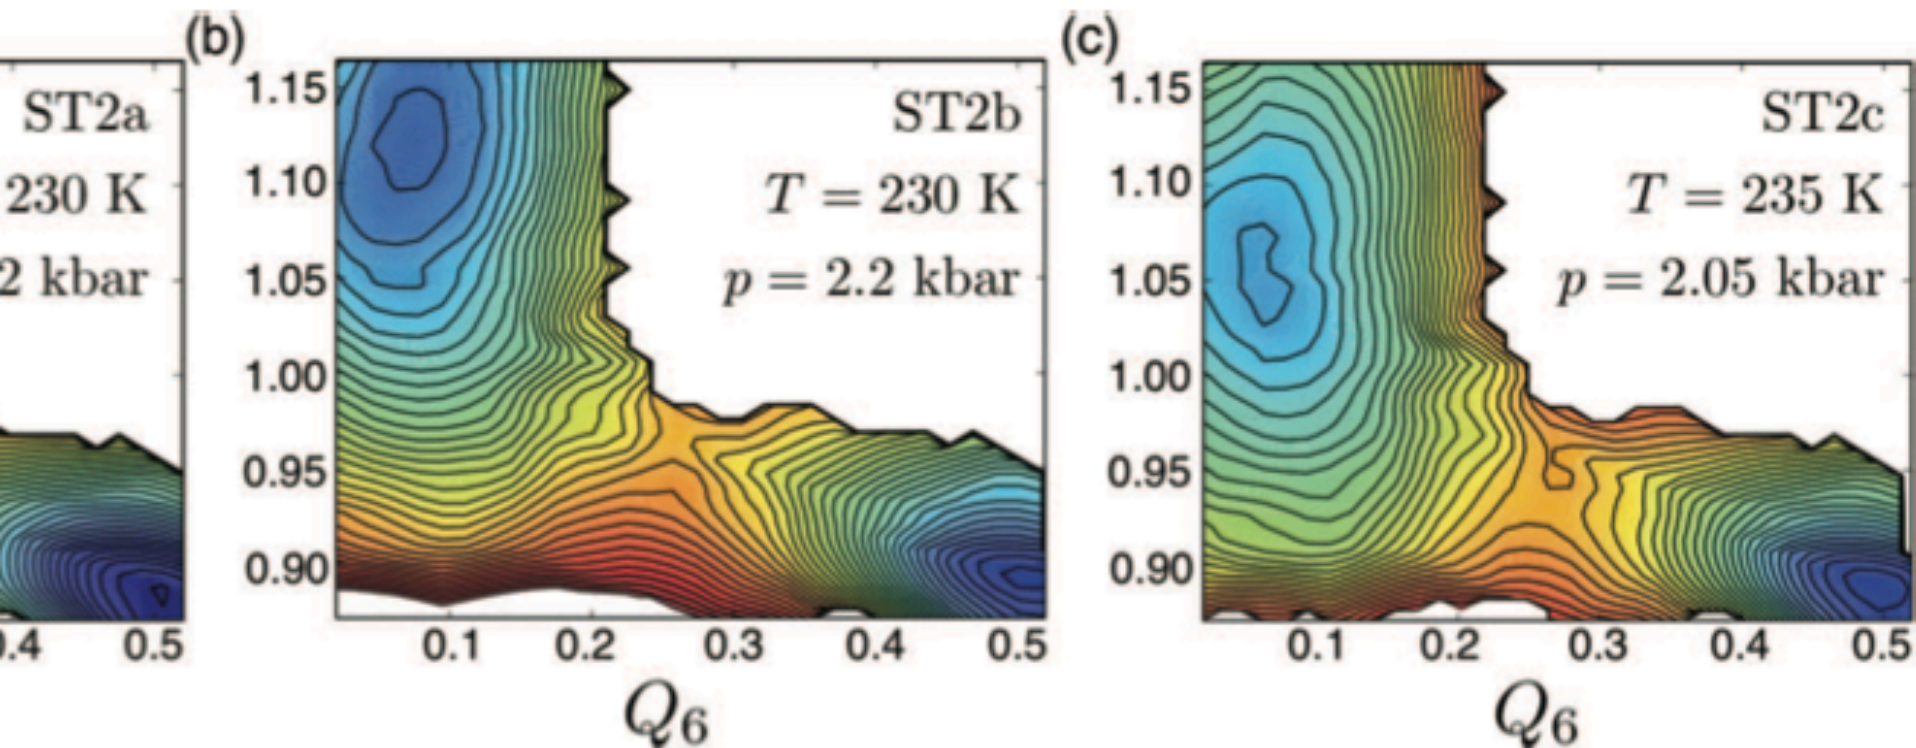 (b)
(c)
ST2a
230 K
2 kbar
0.5
1.15
1.10
1.05
1.00
0.95
0.90
ST2b
T = 230 K
p = 2.2 kbar
0.1 0.2 0.3 0.4 0.5
Q6
1.15
1.10
1.05
1.00
0.95
0.90
ST2c
T = 235 K
p = 2.05 kbar
0.1 0.2 0.3 0.4 0.5
Q6